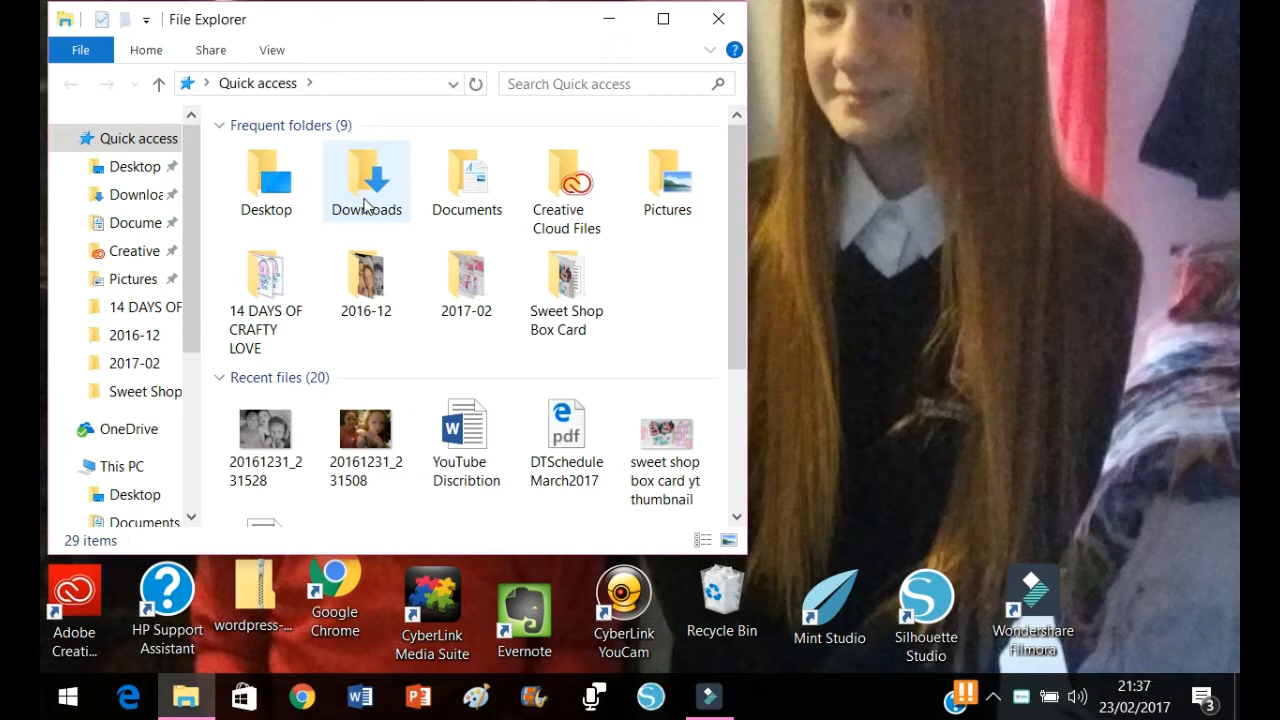 File Explorer
File Home Share View
Quick access
Search Quick access
Quick access
Desktop
Downloa
Docume
Creative
Pictures
14 DAYS OF
2016-12
2017-02
Sweet Shop
OneDrive
This PC
Desktop
Documents
Frequent folders (9)
Desktop
Downloads
Documents
Creative
Cloud Files
Pictures
14 DAYS OF
CRAFTY
LOVE
2016-12
2017-02
Sweet Shop
Box Card
Recent files (20)
20161231_2
31528
20161231_2
31508
YouTube
Discribtion
pdf
DTSchedule
March2017
sweet shop
box card yt
thumbnail
29 items
Adobe
Creati...
HP Support
Assistant
wordpress-...
Google
Chrome
CyberLink
Media Suite
Evernote
CyberLink
YouCam
Recycle Bin
Mint Studio
Silhouette
Studio
Wondershare
Filmora
21:37
23/02/2017
3